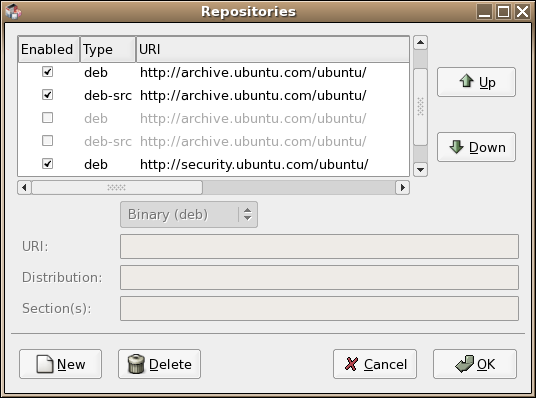 Repositories
Enabled Type URI
deb http://archive.ubuntu.com/ubuntu/
deb-src http://archive.ubuntu.com/ubuntu/
deb http://archive.ubuntu.com/ubuntu/
deb-src http://archive.ubuntu.com/ubuntu/
deb http://security.ubuntu.com/ubuntu/
Up
Down
Binary (deb)
URI:
Distribution:
Section(s):
New Delete Cancel OK